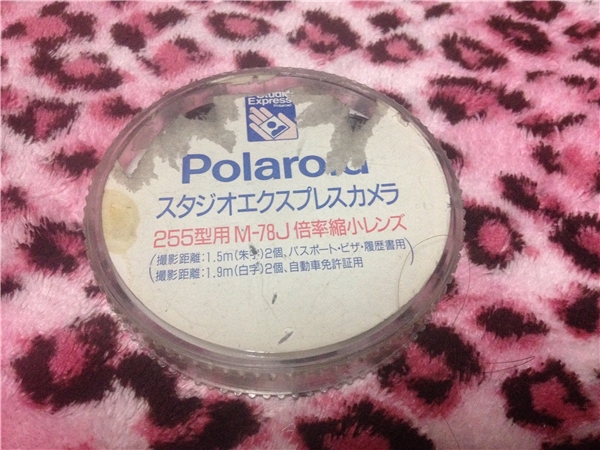 Studio
Express
Polaroid
Polaroid
スタジオエクスプレスカメラ
255型用 M-78J 倍率縮小レンズ
(撮影距離:1.5m(朱字)2個、パスポート・ビザ・履歴書用)
(撮影距離:1.9m(白字)2個、自動車免許証用)